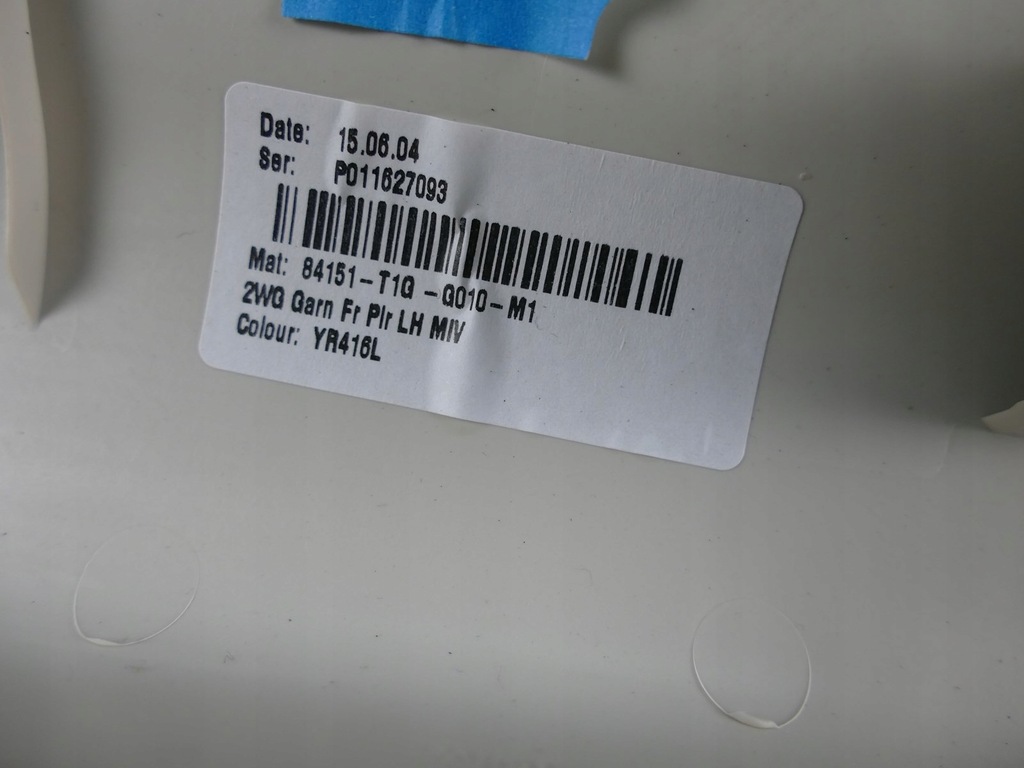 Date: 15.06.04
Ser: P011627093
Mat: 84151-T1G -G010-M1
2WG Garn Fr Plr LH MIV
Colour: YR416L